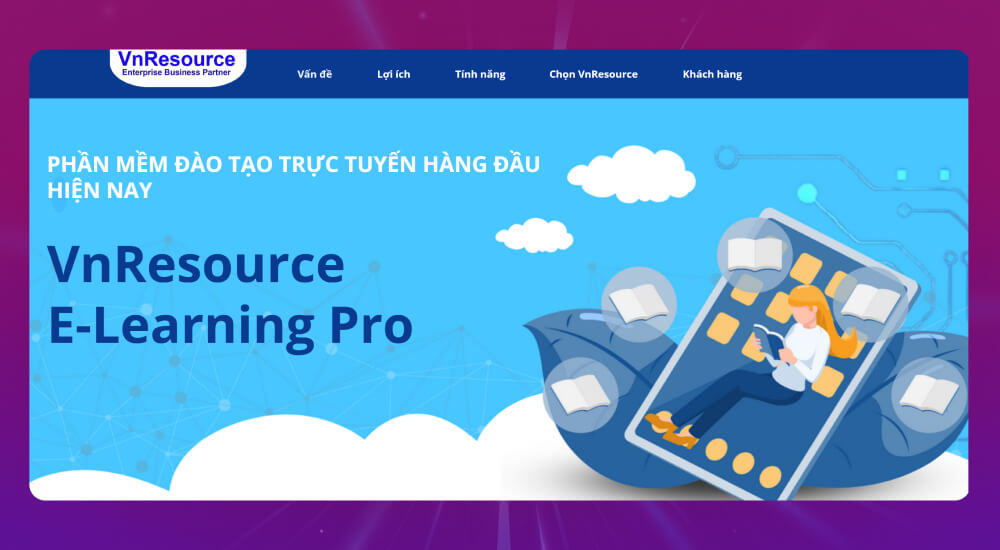 VnResource
Enterprise Business Partner
Vấn đề
Lợi ích
Tính năng
Chọn VnResource
Khách hàng
PHẦN MỀM ĐÀO TẠO TRỰC TUYẾN HÀNG ĐẦU
HIỆN NAY
VnResource
E-Learning Pro